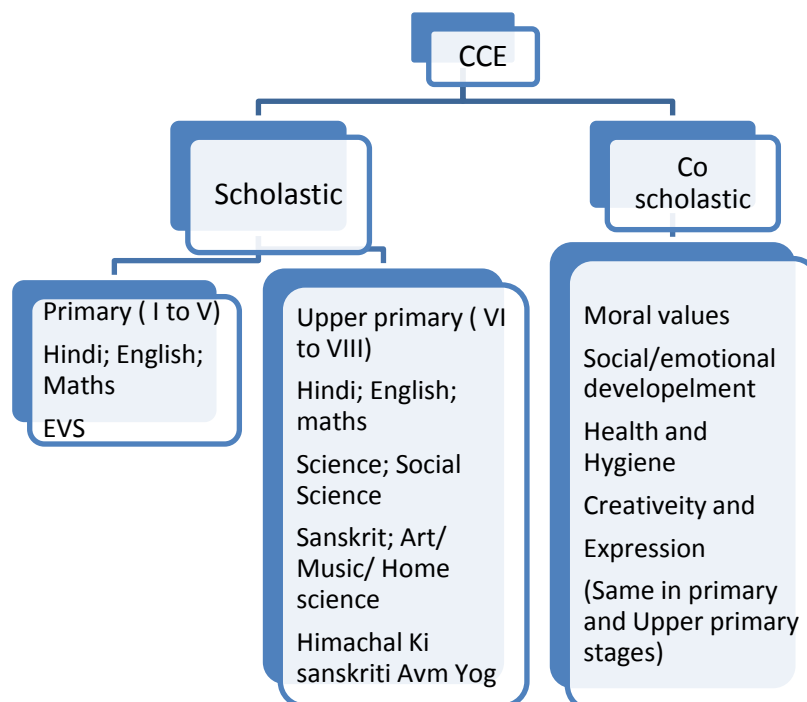 CCE
Scholastic
Co
scholastic
Primary ( I to V)
Hindi; English;
Maths
EVS
Upper primary ( VI
to VIII)
Hindi; English;
maths
Science; Social
Science
Sanskrit; Art/
Music/ Home
science
Himachal Ki
sanskriti Avm Yog
Moral values
Social/emotional
developelment
Health and
Hygiene
Creativeity and
Expression
(Same in primary
and Upper primary
stages)